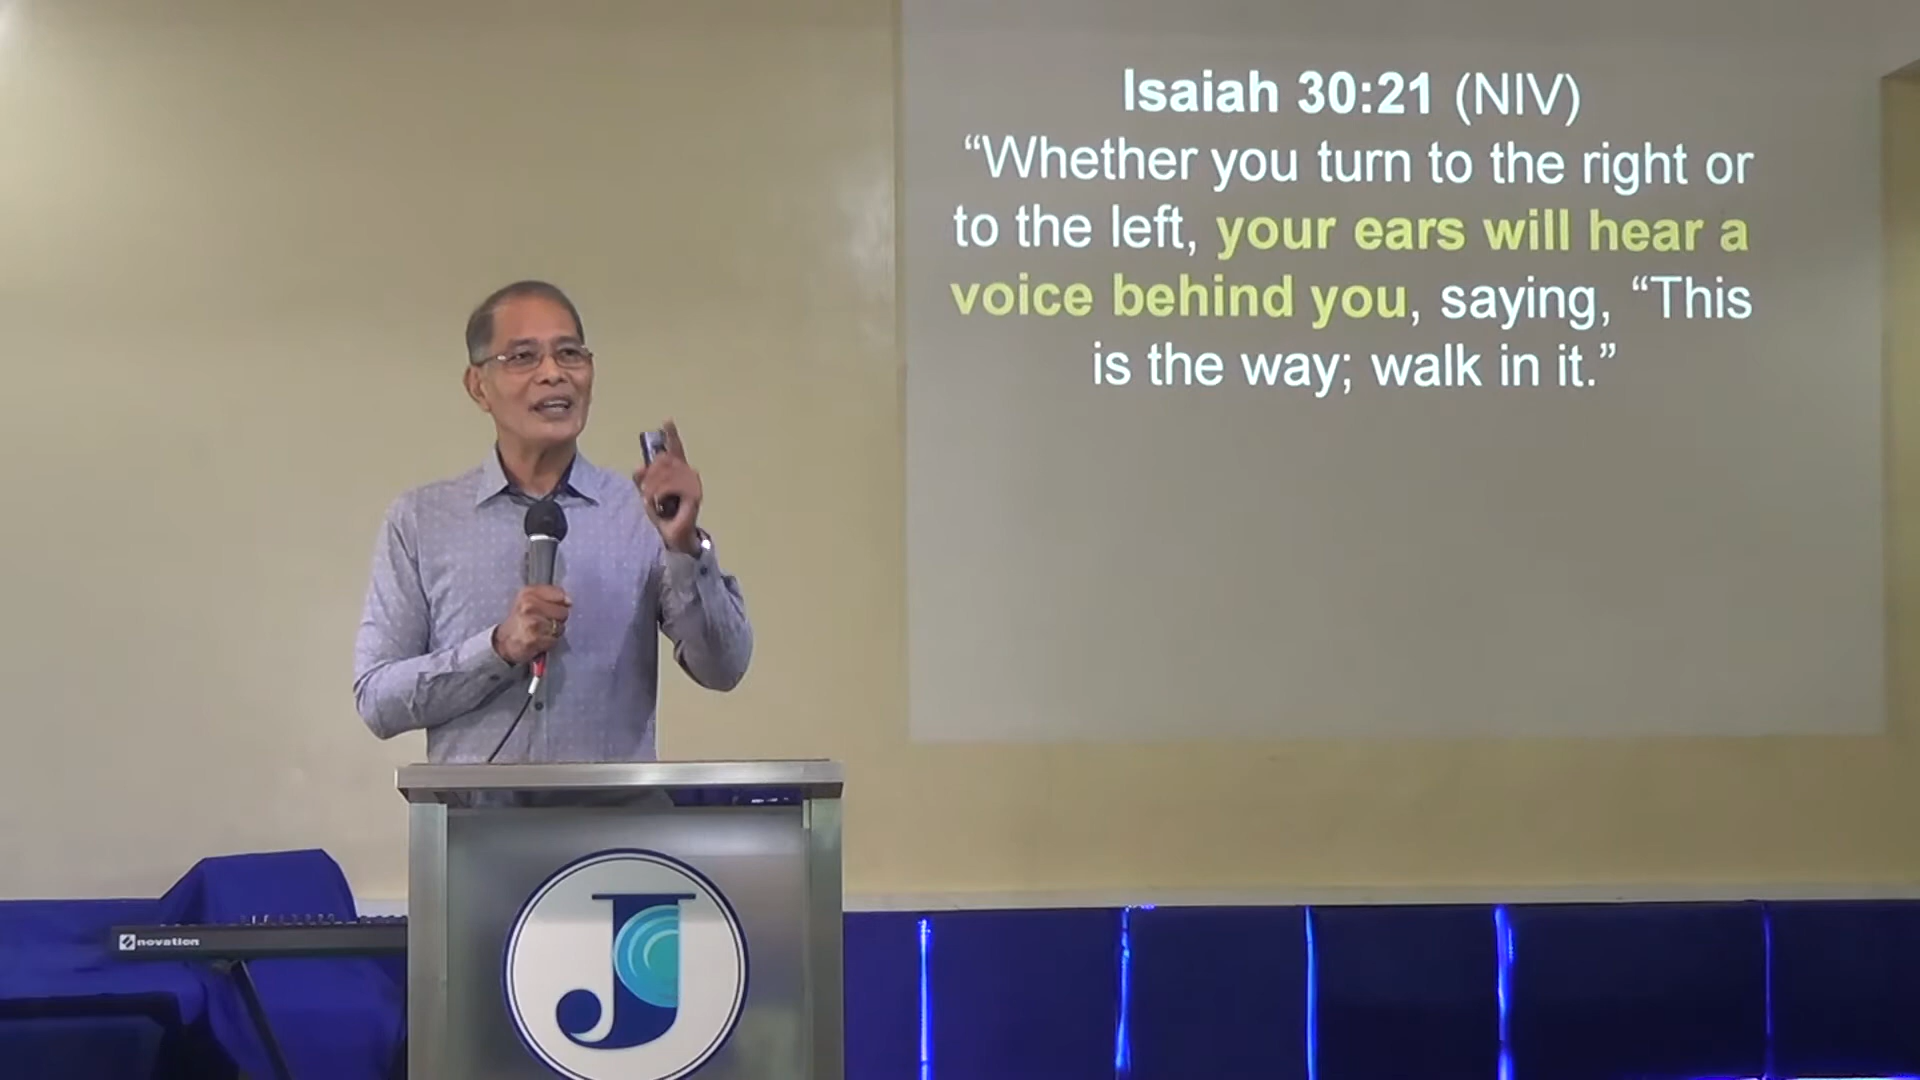 Isaiah 30:21 (NIV)
“Whether you turn to the right or
to the left, your ears will hear a
voice behind you, saying, “This
is the way; walk in it.”
novation
J